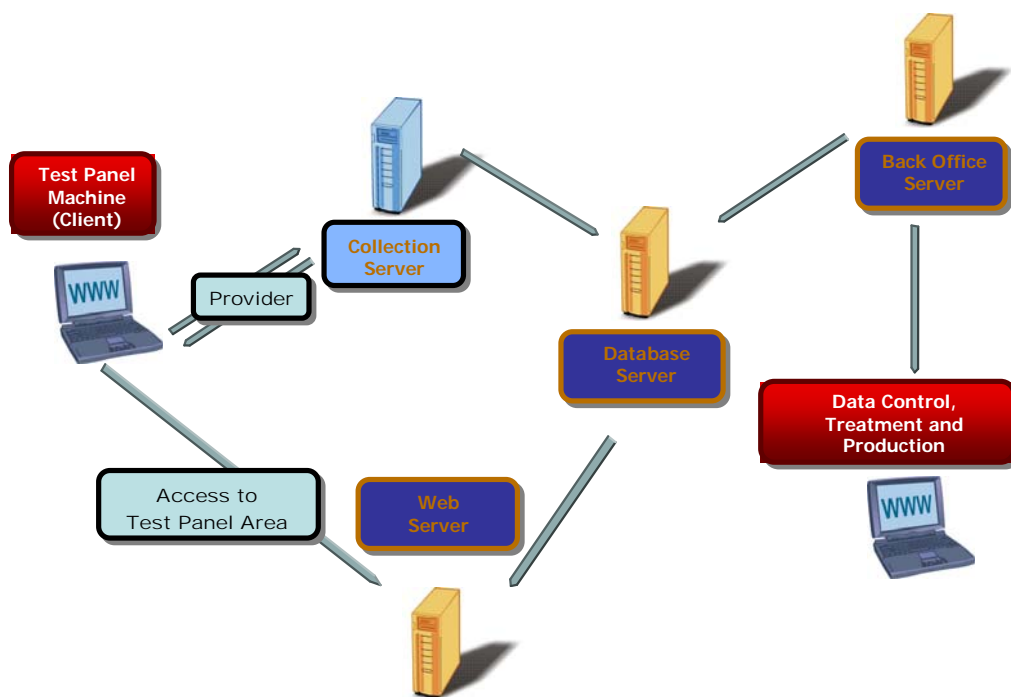 Test Panel
Machine
(Client)
WWW
Provider
Collection
Server
Back Office
Server
Database
Server
Data Control,
Treatment and
Production
WWW
Access to
Test Panel Area
Web
Server